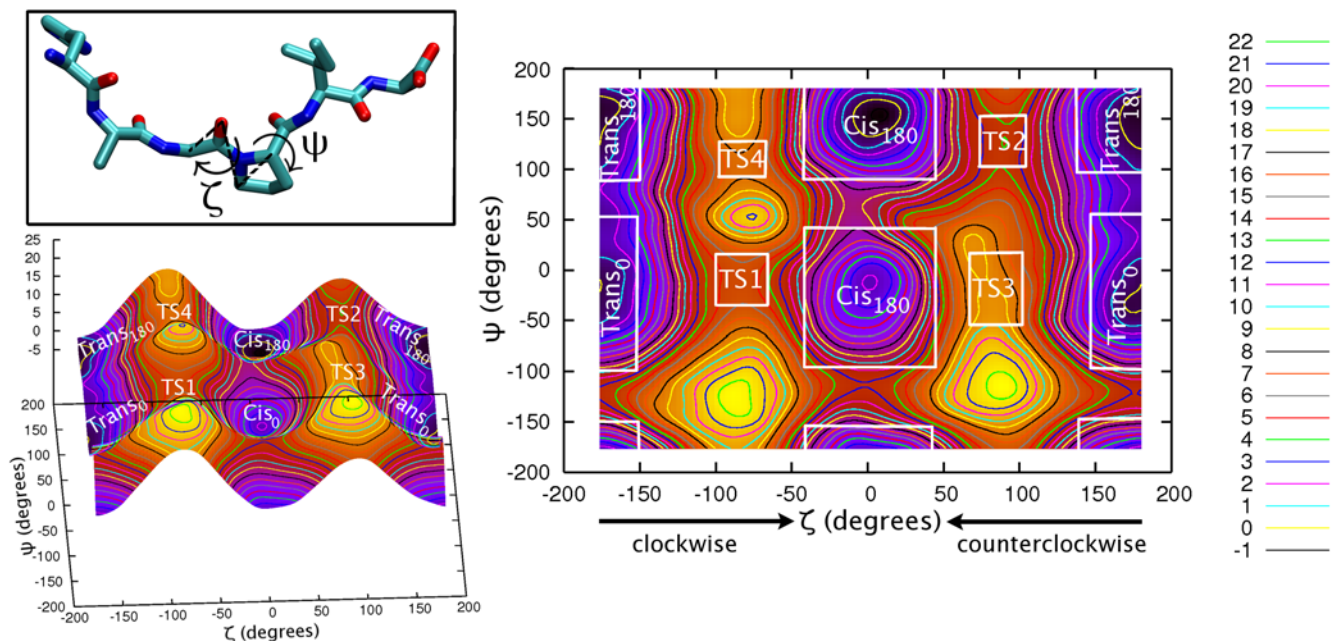 ψ
ζ
25
20
15
10
5
0
-5
TS4
TS2
Trans180
Cis180
Trans180
TS1
TS3
Trans0
Cis0
Trans0
200
150
100
50
0
-50
-100
-150
-200
ψ (degrees)
-200 -150 -100 -50 0 50 100 150 200
ζ (degrees)
200
150
100
50
0
-50
-100
-150
-200
ψ (degrees)
Trans180
TS4
Cis180
TS2
Trans180
Trans0
TS1
Cis180
TS3
Trans0
-200 -150 -100 -50 0 50 100 150 200
ζ (degrees)
clockwise
counterclockwise
22
21
20
19
18
17
16
15
14
13
12
11
10
9
8
7
6
5
4
3
2
1
0
-1